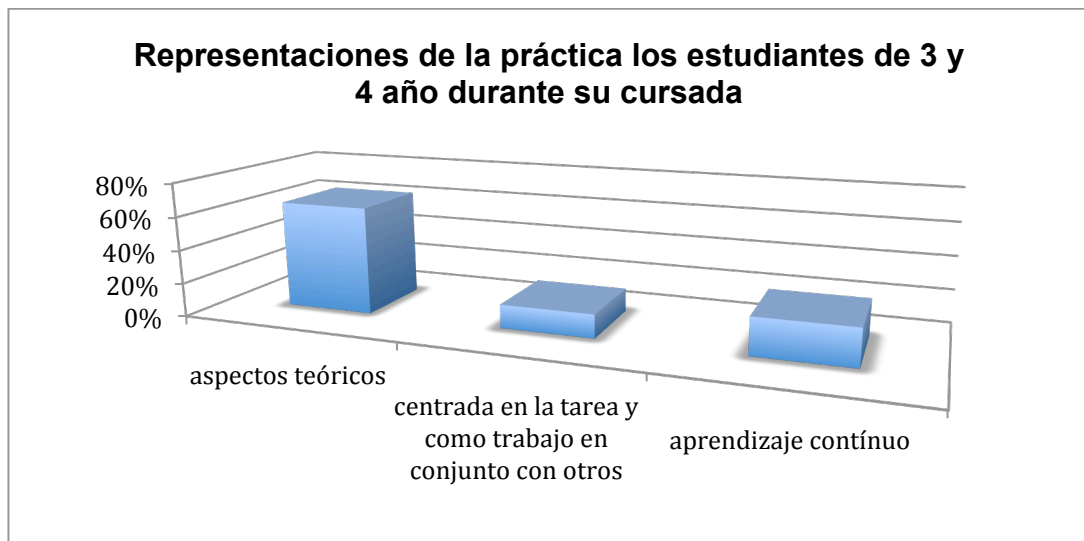 Representaciones de la práctica los estudiantes de 3 y
4 año durante su cursada
80%
60%
40%
20%
0%
aspectos teóricos
centrada en la tarea y
como trabajo en
conjunto con otros
aprendizaje contínuo